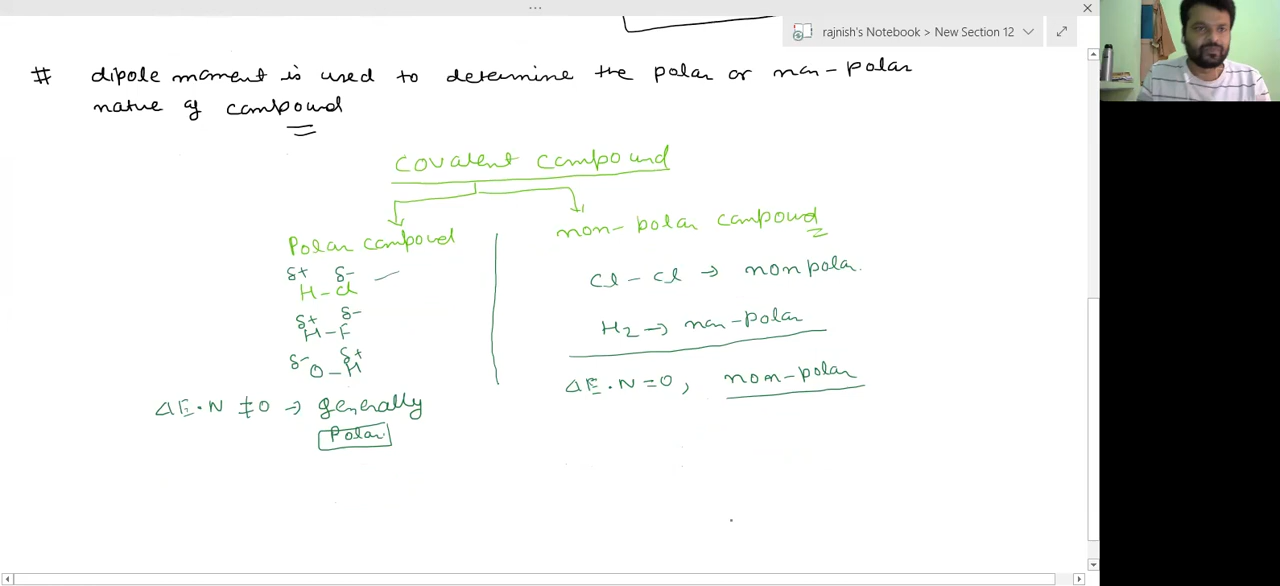 rajnish's Notebook > New Section 12
# dipole moment is used to determine the polar or non-polar
nature of compound
covalent compound
Polar compound
non-polar compound
δ+ δ-
H-Cl
δ+ δ-
H-F
δ- δ+
O-H
ΔE.N ≠0 → generally
Polar.
Cl - Cl → nonpolar.
H2 → non-polar
ΔE.N=0, non-polar